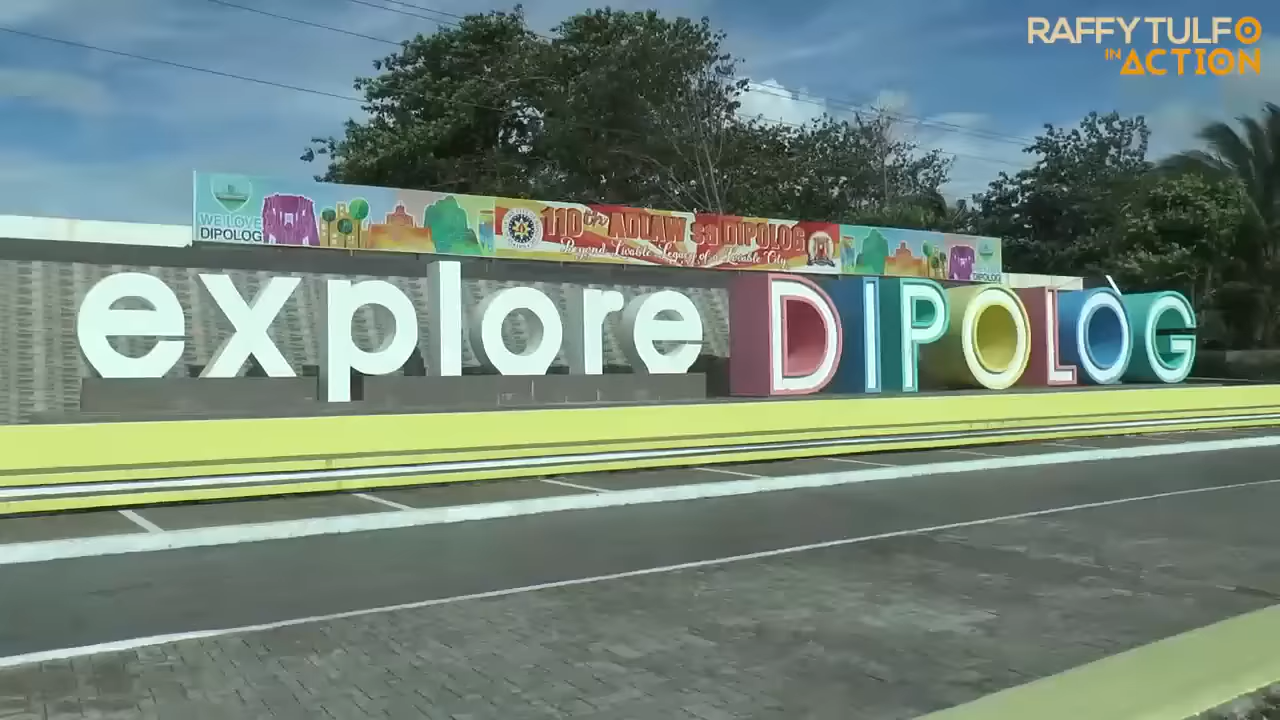 RAFFY TULFO
IN ACTION
WE LOVE
DIPOLOG
110th ADLAW sa DIPOLOG
Beyond Livable: Legacy of a Lovable City
DIPOLOG
explore DIPOLÒG